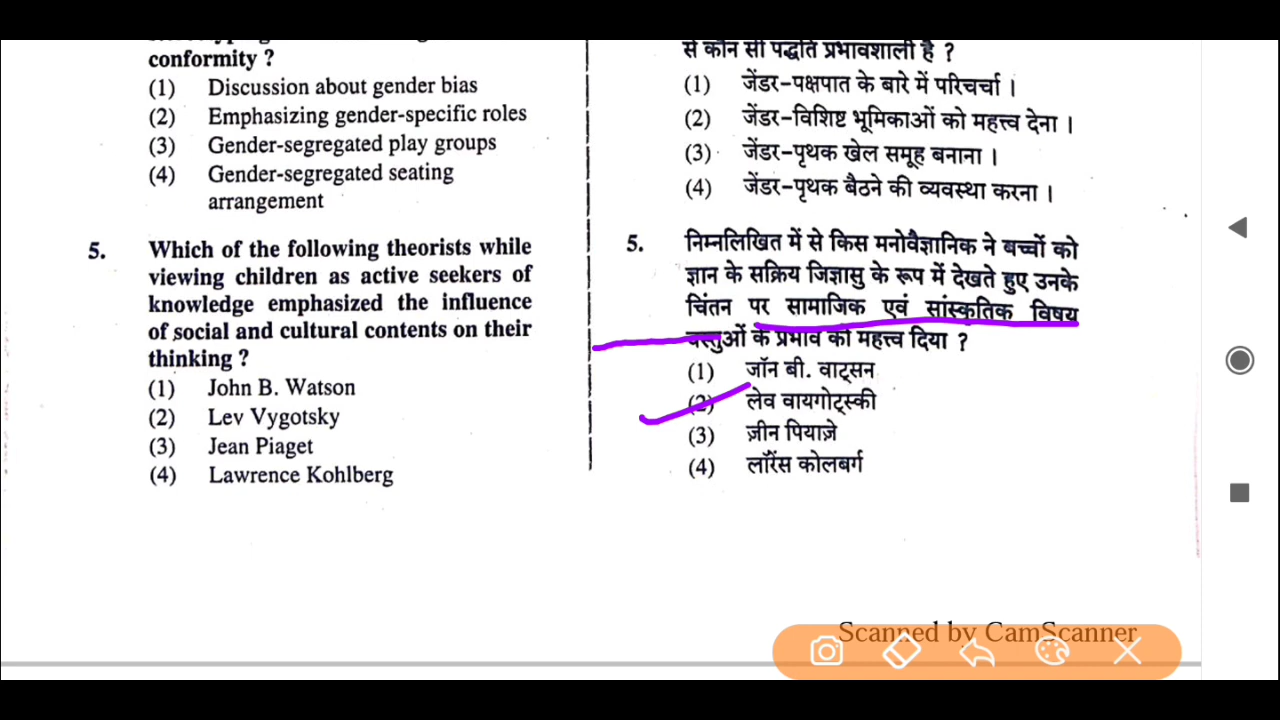 conformity ?
(1) Discussion about gender bias
(2) Emphasizing gender-specific roles
(3) Gender-segregated play groups
(4) Gender-segregated seating
arrangement
5. Which of the following theorists while
viewing children as active seekers of
knowledge emphasized the influence
of social and cultural contents on their
thinking ?
(1) John B. Watson
(2) Lev Vygotsky
(3) Jean Piaget
(4) Lawrence Kohlberg
से कौन सी पद्धति प्रभावशाली है ?
(1) जेंडर-पक्षपात के बारे में परिचर्चा ।
(2) जेंडर-विशिष्ट भूमिकाओं को महत्त्व देना ।
(3) जेंडर-पृथक खेल समूह बनाना ।
(4) जेंडर-पृथक बैठने की व्यवस्था करना ।
5. निम्नलिखित में से किस मनोवैज्ञानिक ने बच्चों को
ज्ञान के सक्रिय जिज्ञासु के रूप में देखते हुए उनके
चिंतन पर सामाजिक एवं सांस्कृतिक विषय
वस्तुओं के प्रभाव को महत्त्व दिया ?
(1) जॉन बी. वाट्सन
(2) लेव वायगोट्स्की
(3) ज़ीन पियाज़े
(4) लॉरेंस कोलबर्ग
Scanned by CamScanner